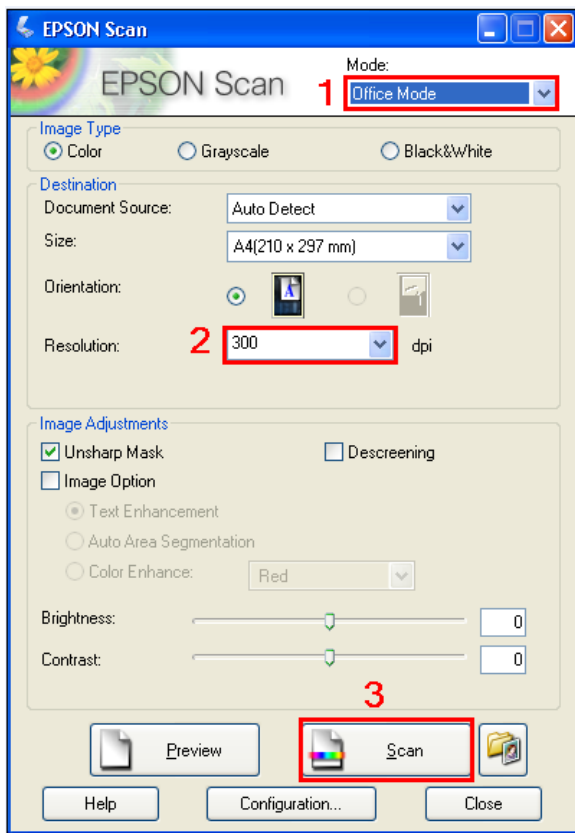 EPSON Scan
EPSON Scan
Mode:
1 Office Mode
Image Type
Color Grayscale Black&White
Destination
Document Source: Auto Detect
Size: A4(210 x 297 mm)
Orientation: A
Resolution: 2 300 dpi
Image Adjustments
Unsharp Mask Descreening
Image Option
Text Enhancement
Auto Area Segmentation
Color Enhance: Red
Brightness: 0
Contrast: 0
3
Preview Scan
Help Configuration... Close